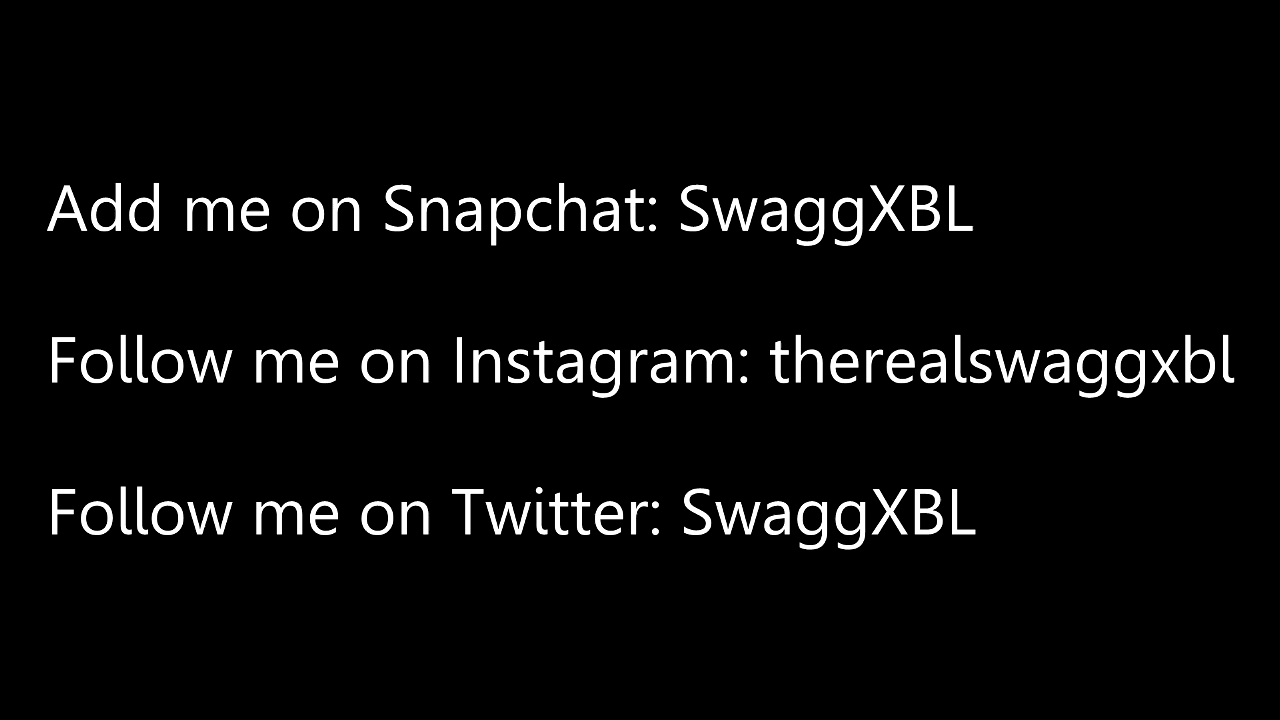 Add me on Snapchat: SwaggXBL
Follow me on Instagram: therealswaggxbl
Follow me on Twitter: SwaggXBL